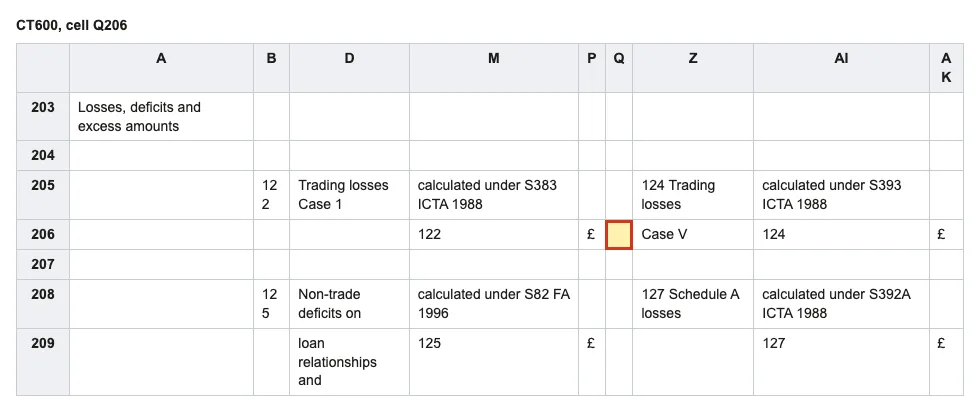 CT600, cell Q206
A B D M P Q Z AI A
K
203 Losses, deficits and
excess amounts
204
205 12 Trading losses calculated under S383 124 Trading calculated under S393
2 Case 1 ICTA 1988 losses ICTA 1988
206 122 £ Case V 124 £
207
208 12 Non-trade calculated under S82 FA 127 Schedule A calculated under S392A
5 deficits on 1996 losses ICTA 1988
209 loan 125 £ 127 £
relationships
and